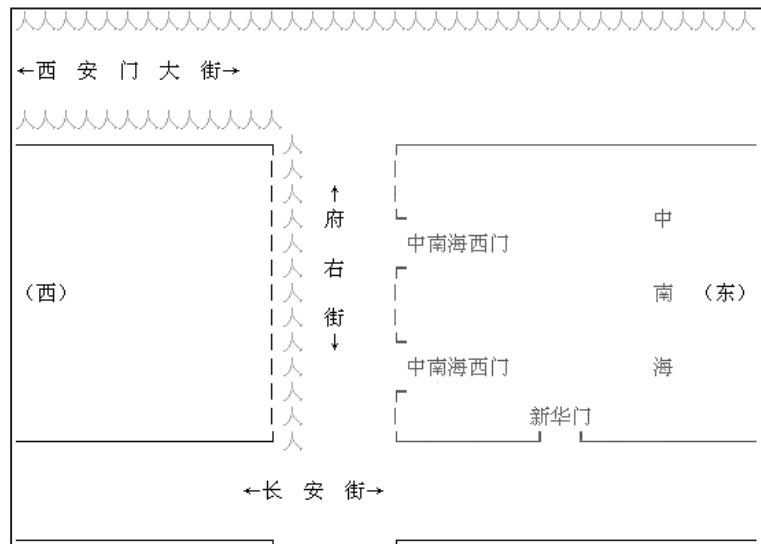 ←西 安 门 大 街→
↑
府
右
街
↓
中南海西门
中南海西门
(西)
中
南
海
(东)
新华门
←长 安 街→